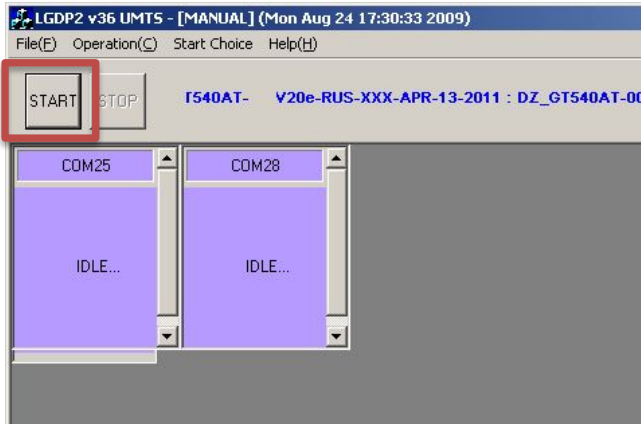 LGDP2 v36 UMTS - [MANUAL] (Mon Aug 24 17:30:33 2009)
File(F) Operation(C) Start Choice Help(H)
START STOP T540AT- V20e-RUS-XXX-APR-13-2011 : DZ_GT540AT-00
COM25 COM28
IDLE... IDLE...